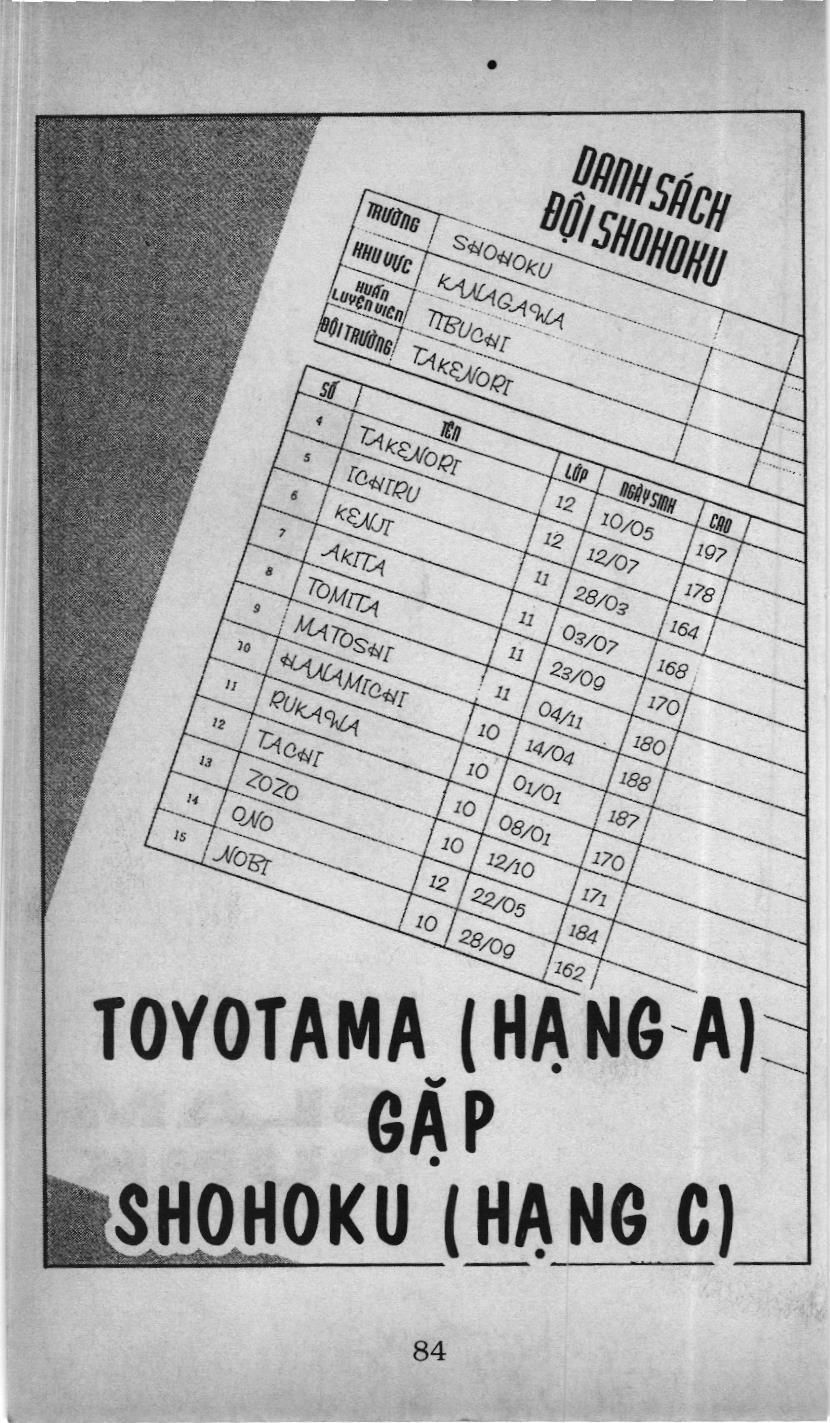 DANH SÁCH
ĐỘI SHOHOKU
TRƯỜNG SHOHOKU
KHU VỰC KANAGAWA
HUẤN LUYỆN VIÊN TIBUCHI
ĐỘI TRƯỞNG TAKENORI
SỐ TÊN LỚP NGÀY SINH CAO
4 TAKENORI 12 10/05 197
5 ICHIRU 12 12/07 178
6 KENJI 11 28/03 164
7 AKITA 11 03/07 168
8 TOMITA 11 23/09 170
9 MATOSHI 11 04/11 180
10 HANAMICHI 10 14/04 188
11 RUKAWA 10 01/01 187
12 TACHI 10 08/01 170
13 ZOZO 10 12/10 171
14 ONO 12 22/05 184
15 NOBI 10 28/09 162
TOYOTAMA (HẠNG A)
GẶP
SHOHOKU (HẠNG C)
84